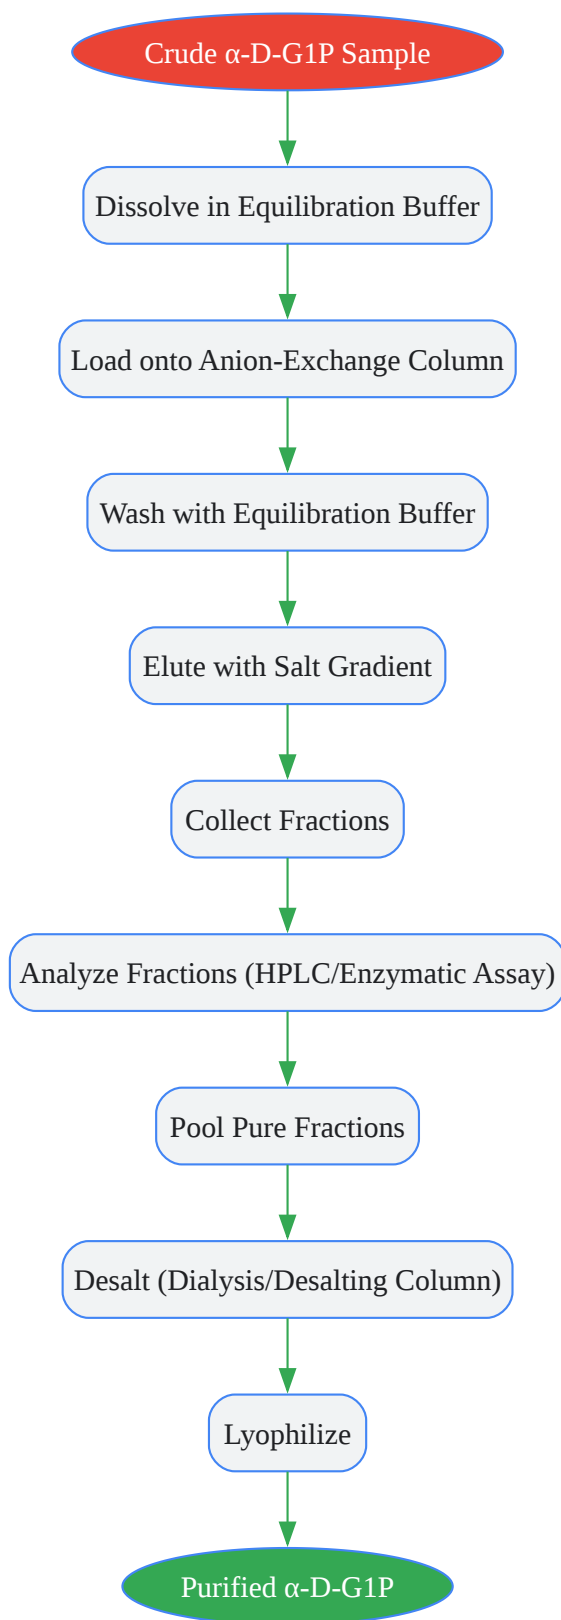 Crude α-D-G1P Sample
Dissolve in Equilibration Buffer
Load onto Anion-Exchange Column
Wash with Equilibration Buffer
Elute with Salt Gradient
Collect Fractions
Analyze Fractions (HPLC/Enzymatic Assay)
Pool Pure Fractions
Desalt (Dialysis/Desalting Column)
Lyophilize
Purified α-D-G1P